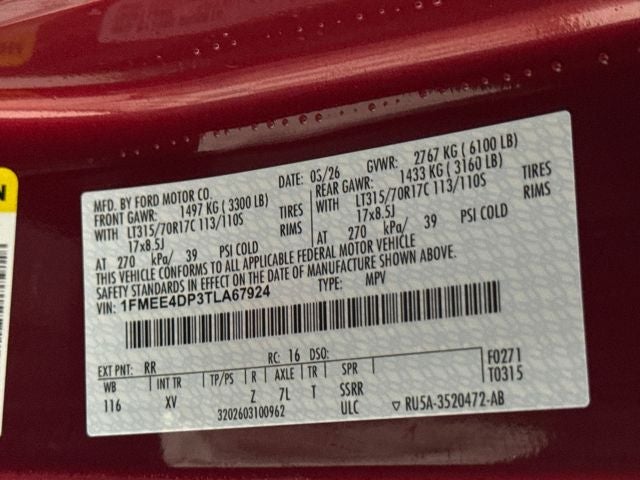 MFD. BY FORD MOTOR CO.
DATE: 05/26 GVWR: 2767 KG ( 6100 LB)
FRONT GAWR: 1497 KG ( 3300 LB)
WITH LT315/70R17C 113/110S TIRES
17x8.5J RIMS
AT 270 kPa/ 39 PSI COLD
REAR GAWR: 1433 KG ( 3160 LB)
WITH LT315/70R17C 113/110S TIRES
17x8.5J RIMS
AT 270 kPa/ 39 PSI COLD
THIS VEHICLE CONFORMS TO ALL APPLICABLE FEDERAL MOTOR VEHICLE
SAFETY STANDARDS IN EFFECT ON THE DATE OF MANUFACTURE SHOWN ABOVE.
VIN: 1FMEE4DP3TLA67924 TYPE: MPV
EXT PNT: RR RC: 16 DSO: F0271
WB INT TR TP/PS R AXLE TR SPR T0315
116 XV Z 7L T SSRR
3202603100962 ULC ▽ RU5A-3520472-AB
N